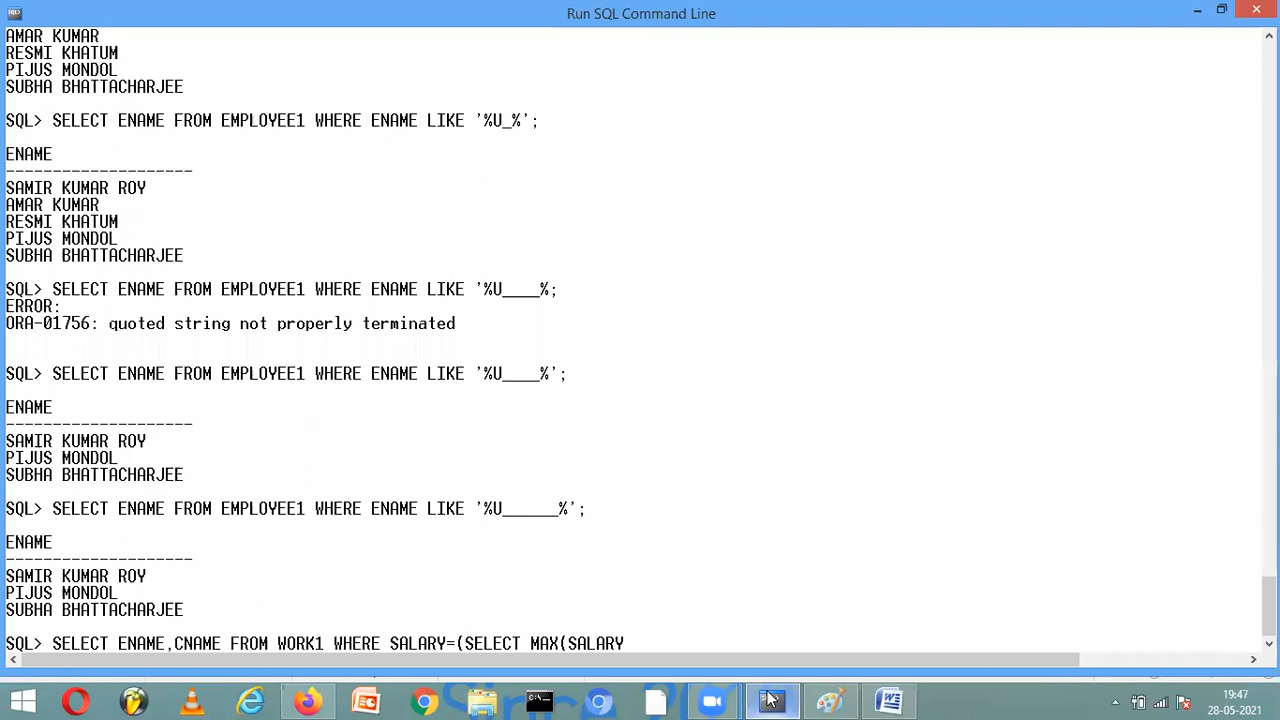 Run SQL Command Line
AMAR KUMAR
RESMI KHATUM
PIJUS MONDOL
SUBHA BHATTACHARJEE
SQL> SELECT ENAME FROM EMPLOYEE1 WHERE ENAME LIKE '%U_%';
ENAME
--------------------
SAMIR KUMAR ROY
AMAR KUMAR
RESMI KHATUM
PIJUS MONDOL
SUBHA BHATTACHARJEE
SQL> SELECT ENAME FROM EMPLOYEE1 WHERE ENAME LIKE '%U____%;
ERROR:
ORA-01756: quoted string not properly terminated
SQL> SELECT ENAME FROM EMPLOYEE1 WHERE ENAME LIKE '%U____%';
ENAME
--------------------
SAMIR KUMAR ROY
PIJUS MONDOL
SUBHA BHATTACHARJEE
SQL> SELECT ENAME FROM EMPLOYEE1 WHERE ENAME LIKE '%U______%';
ENAME
--------------------
SAMIR KUMAR ROY
PIJUS MONDOL
SUBHA BHATTACHARJEE
SQL> SELECT ENAME,CNAME FROM WORK1 WHERE SALARY=(SELECT MAX(SALARY
19:47
28-05-2021